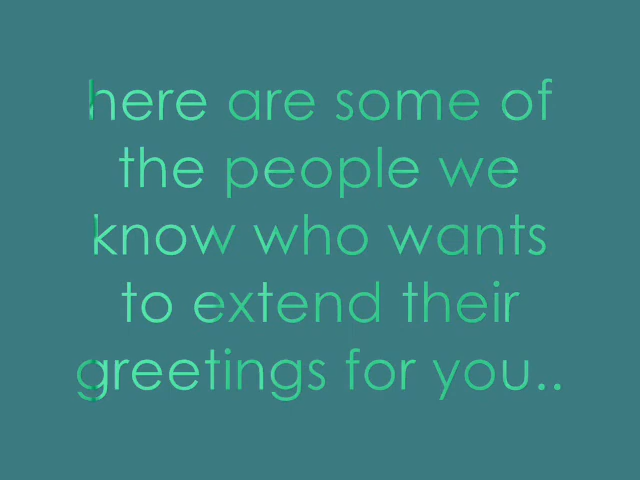 here are some of
the people we
know who wants
to extend their
greetings for you..